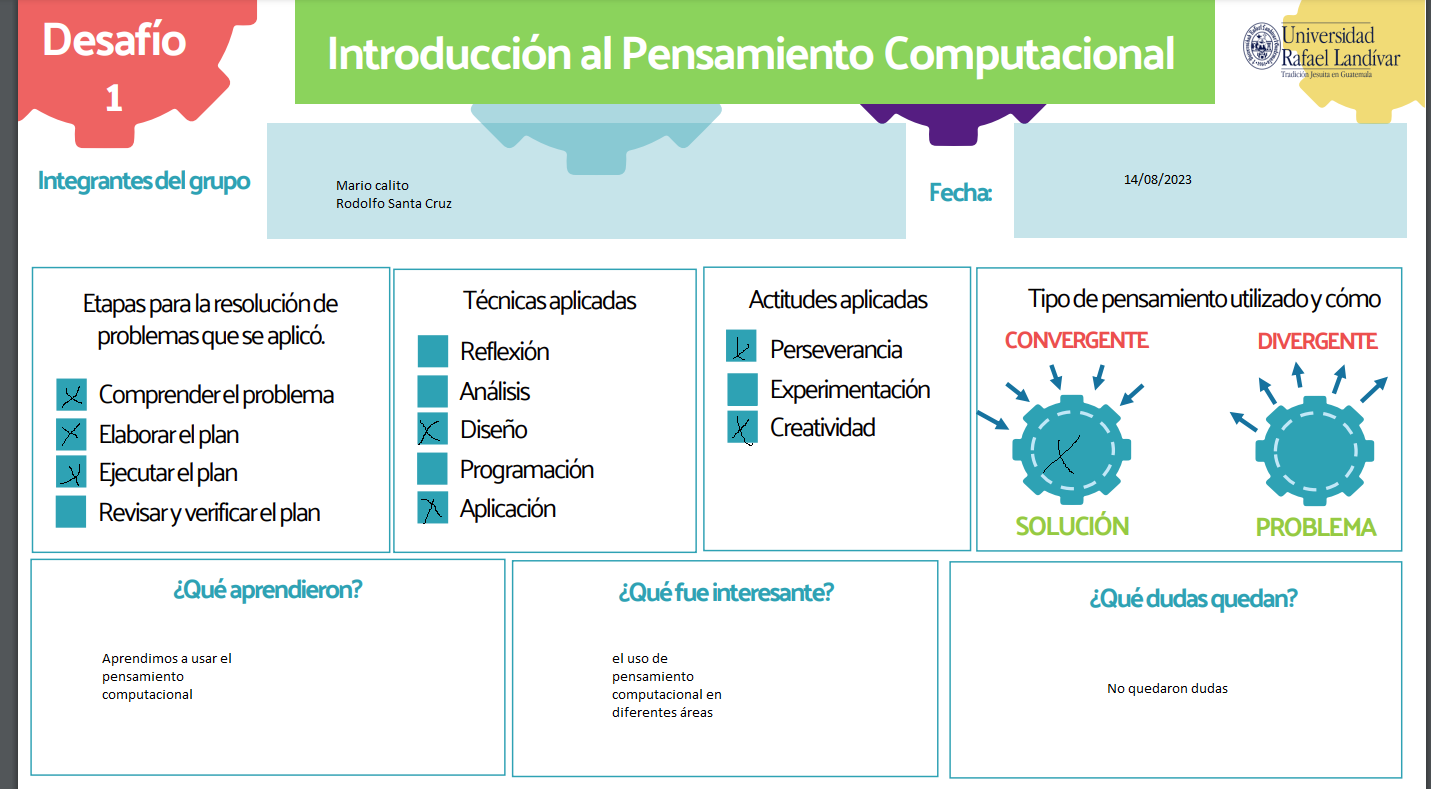 Desafío
1
Introducción al Pensamiento Computacional
Universidad
Rafael Landívar
Tradición Jesuita en Guatemala
Integrantes del grupo
Mario calito
Rodolfo Santa Cruz
Fecha:
14/08/2023
Etapas para la resolución de
problemas que se aplicó.
Comprender el problema
Elaborar el plan
Ejecutar el plan
Revisar y verificar el plan
Técnicas aplicadas
Reflexión
Análisis
Diseño
Programación
Aplicación
Actitudes aplicadas
Perseverancia
Experimentación
Creatividad
Tipo de pensamiento utilizado y cómo
CONVERGENTE
SOLUCIÓN
DIVERGENTE
PROBLEMA
¿Qué aprendieron?
Aprendimos a usar el
pensamiento
computacional
¿Qué fue interesante?
el uso de
pensamiento
computacional en
diferentes áreas
¿Qué dudas quedan?
No quedaron dudas